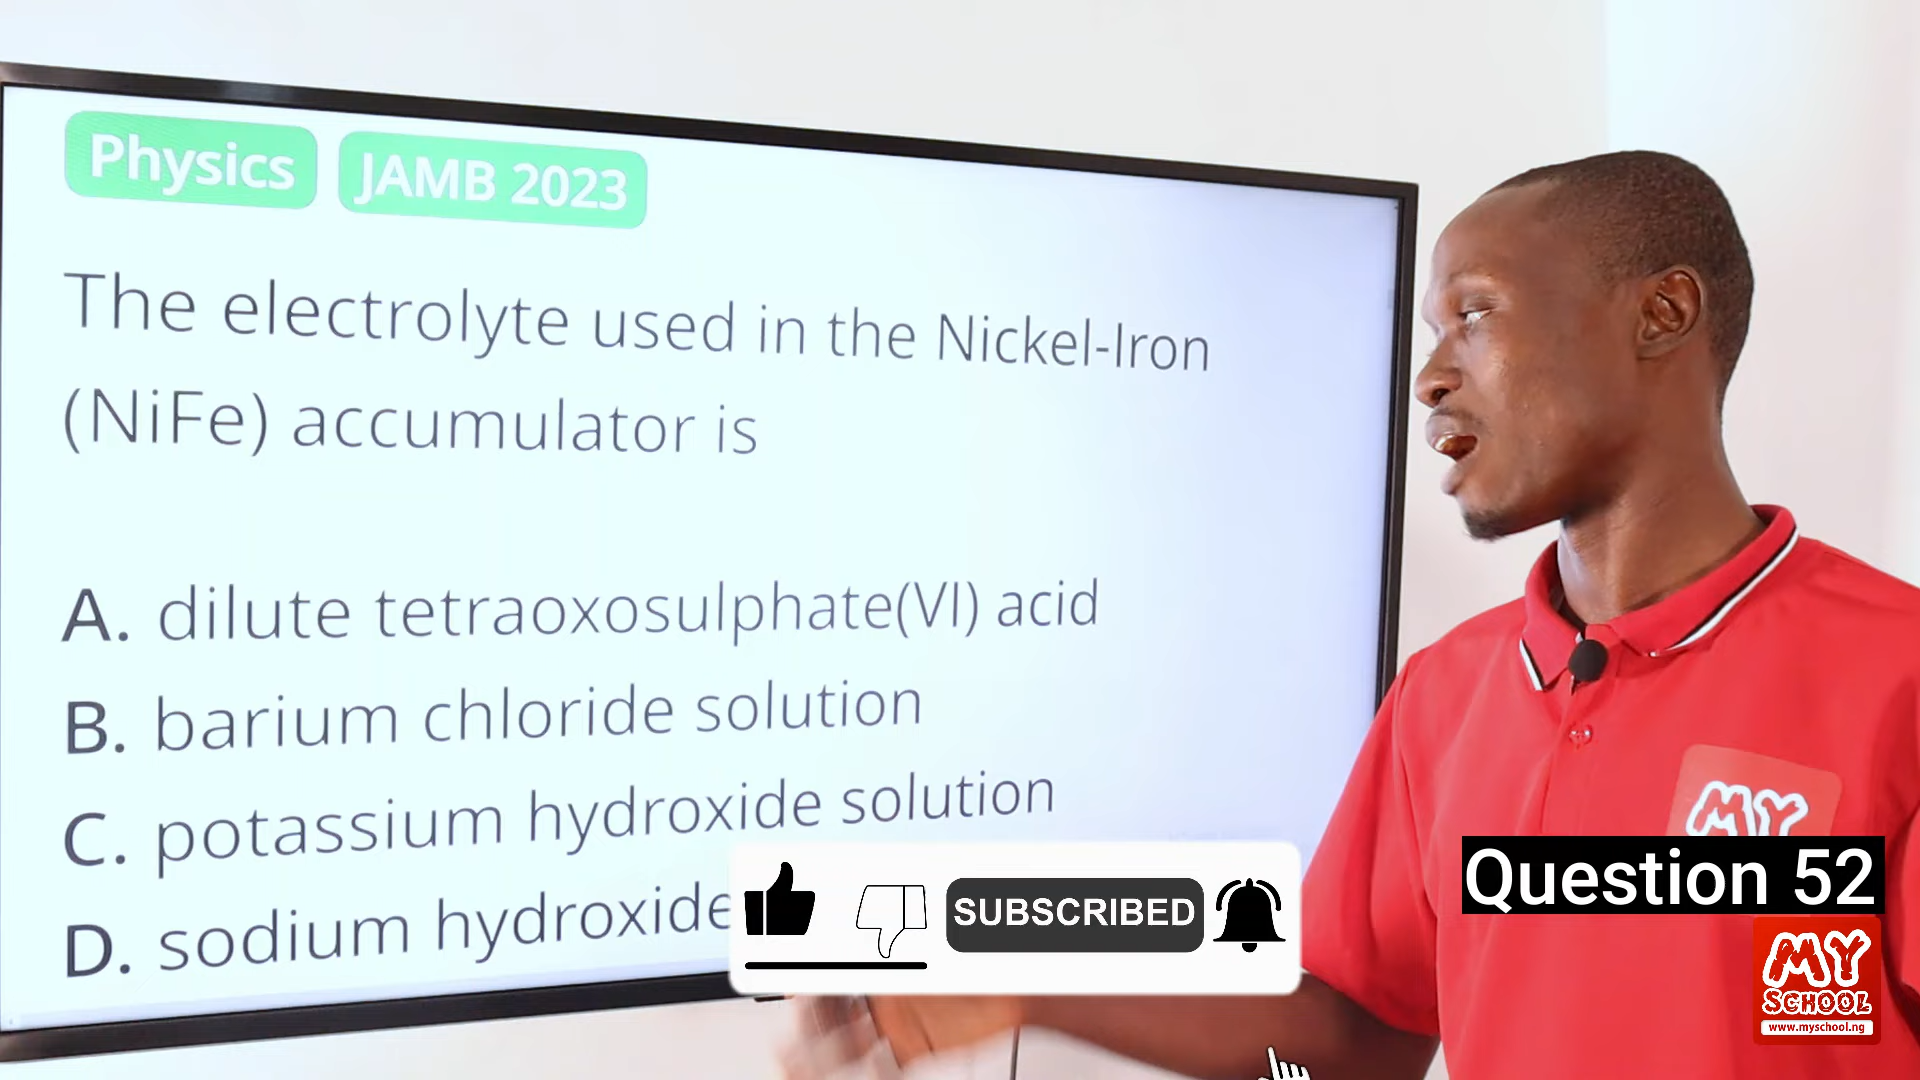 Physics JAMB 2023
The electrolyte used in the Nickel-Iron
(NiFe) accumulator is
A. dilute tetraoxosulphate(VI) acid
B. barium chloride solution
C. potassium hydroxide solution
D. sodium hydroxide
SUBSCRIBED
MY
Question 52
MY
SCHOOL
www.myschool.ng